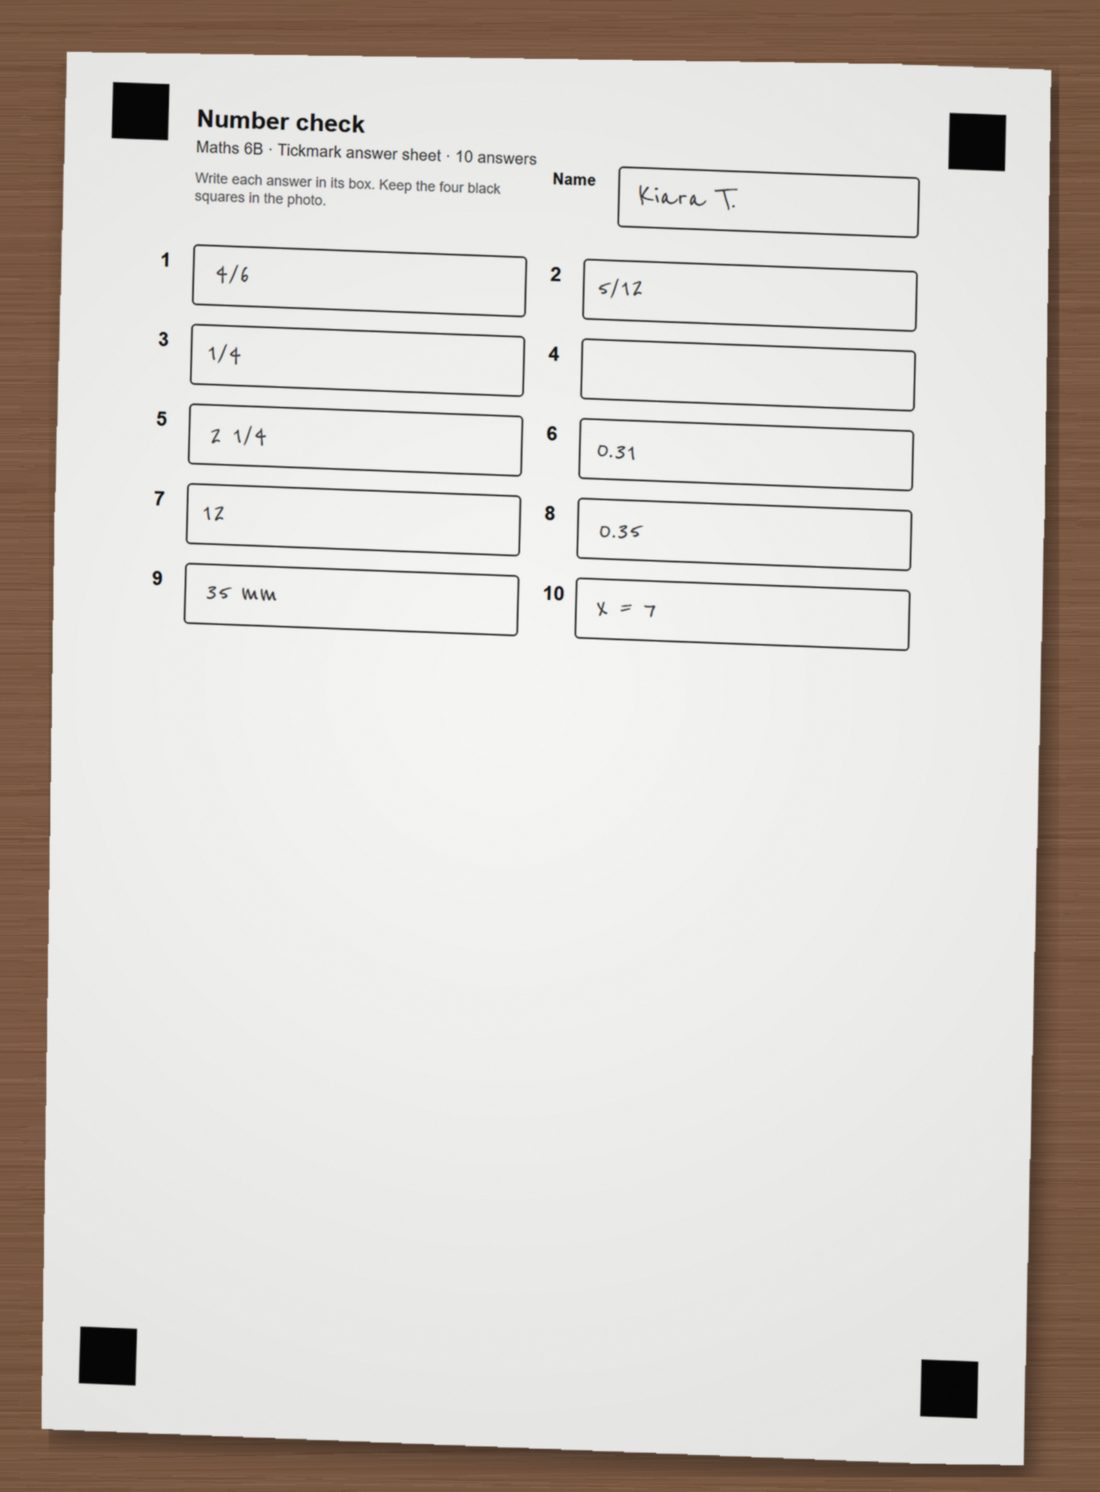 Number check
Maths 6B · Tickmark answer sheet · 10 answers
Write each answer in its box. Keep the four black
squares in the photo.
Name Kiara T.
1 4/6
2 5/12
3 1/4
4
5 2 1/4
6 0.31
7 12
8 0.35
9 35 mm
10 x = 7